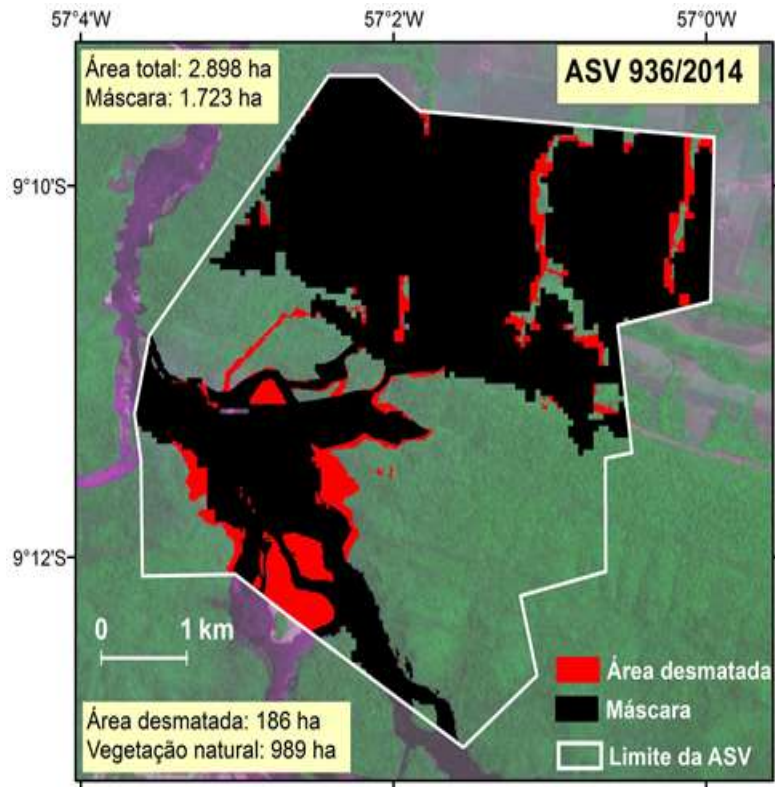 57°4'W
57°2'W
57°0'W
Área total: 2.898 ha
Máscara: 1.723 ha
ASV 936/2014
9°10'S
9°12'S
0 1 km
Área desmatada
Máscara
Limite da ASV
Área desmatada: 186 ha
Vegetação natural: 989 ha